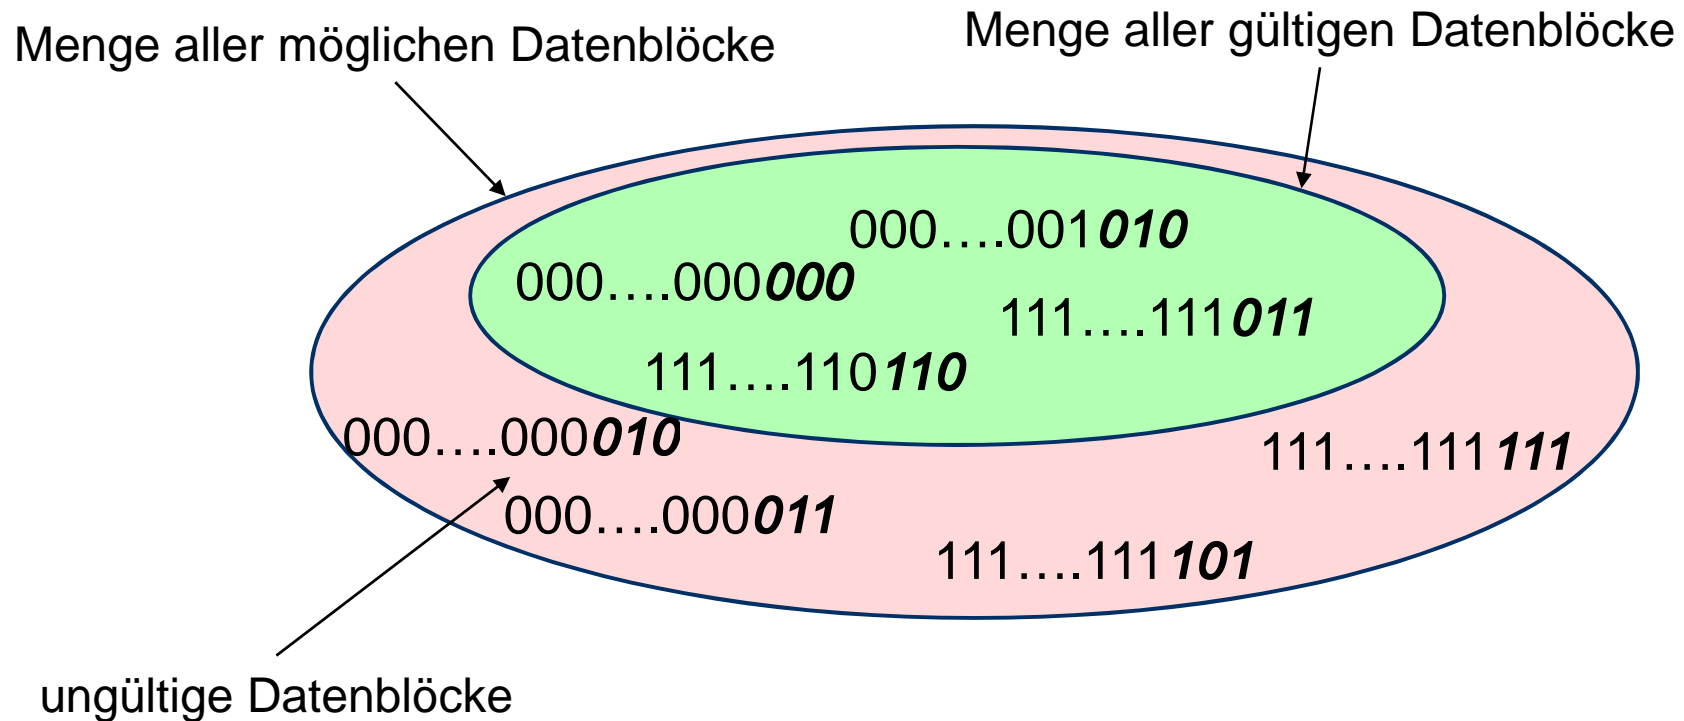 Menge aller möglichen Datenblöcke
Menge aller gültigen Datenblöcke
000….001010
000….000000
111….111011
111….110110
000….000010
111….111111
000….000011
111….111101
ungültige Datenblöcke